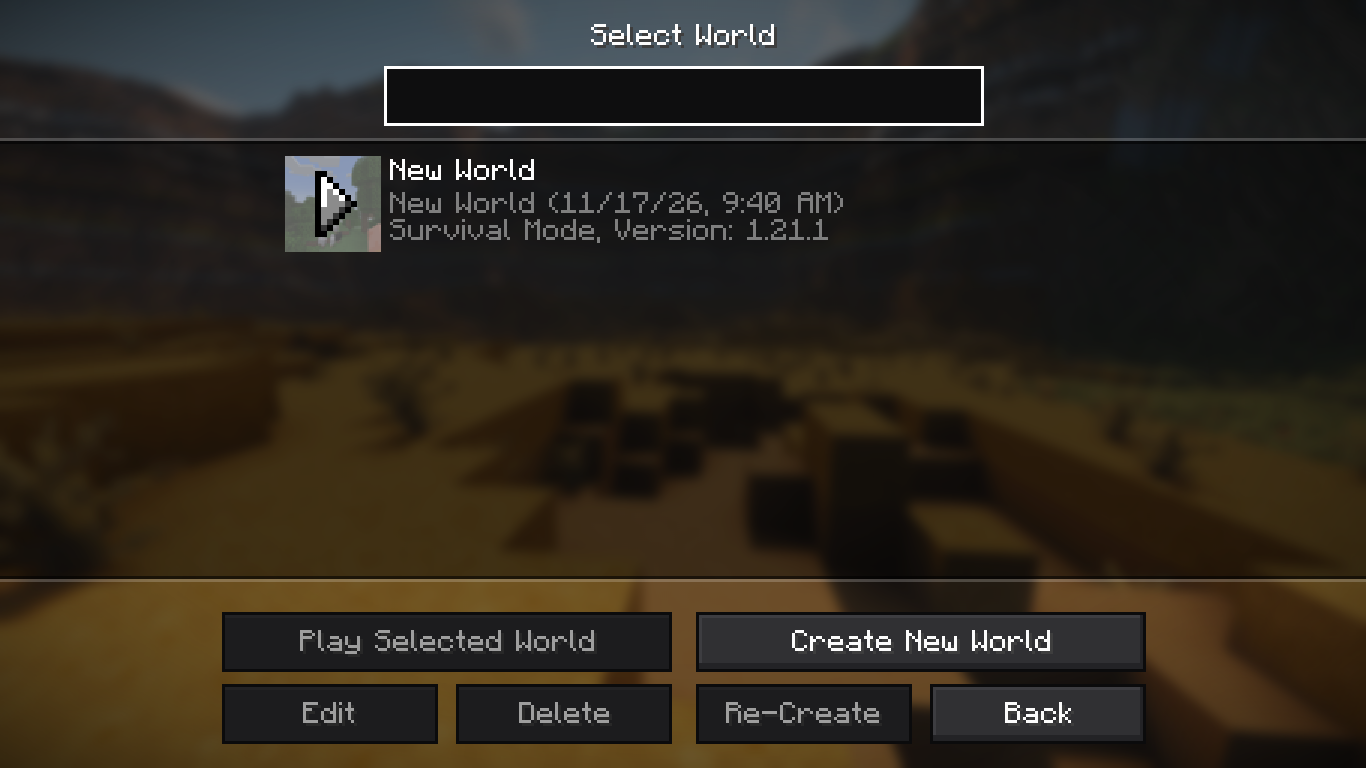 Select World
New World
New World (11/17/26, 9:40 AM)
Survival Mode, Version: 1.21.1
Play Selected World
Create New World
Edit
Delete
Re-Create
Back